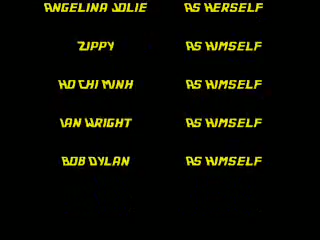 ANGELINA JOLIE AS HERSELF
ZIPPY AS HIMSELF
HO CHI MINH AS HIMSELF
IAN WRIGHT AS HIMSELF
BOB DYLAN AS HIMSELF